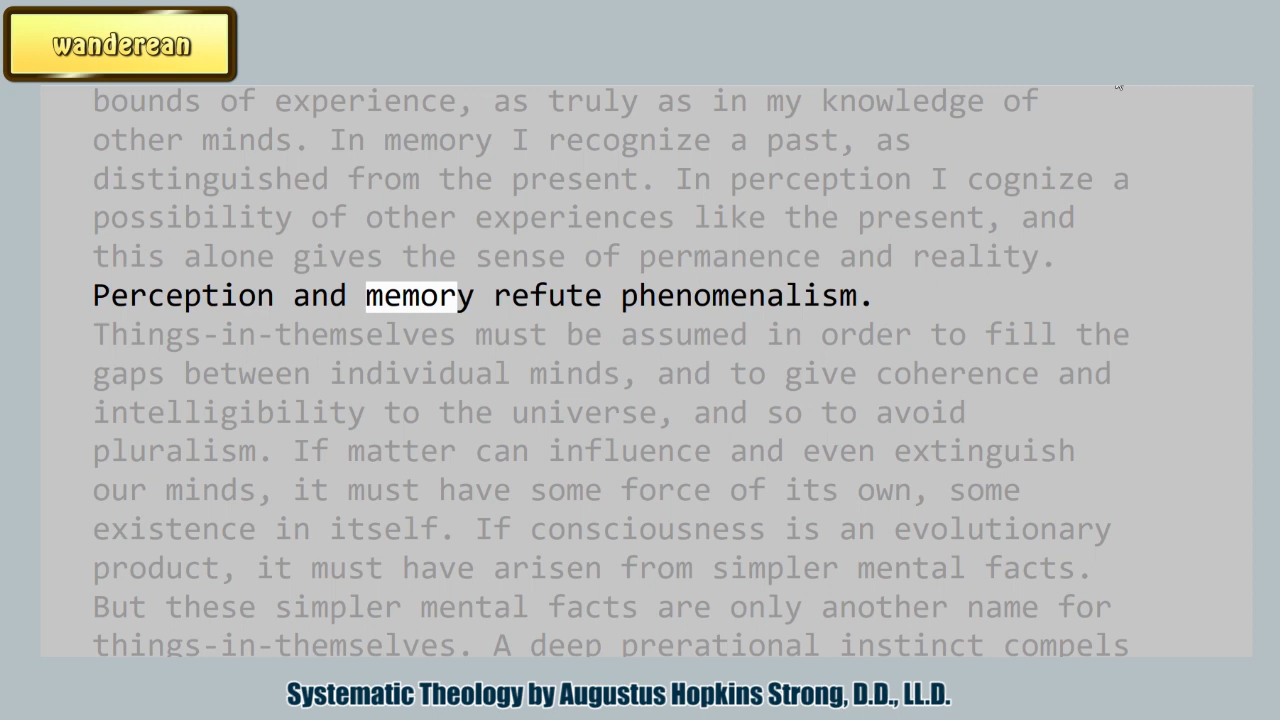 wanderean
bounds of experience, as truly as in my knowledge of
other minds. In memory I recognize a past, as
distinguished from the present. In perception I cognize a
possibility of other experiences like the present, and
this alone gives the sense of permanence and reality.
Perception and memory refute phenomenalism.
Things-in-themselves must be assumed in order to fill the
gaps between individual minds, and to give coherence and
intelligibility to the universe, and so to avoid
pluralism. If matter can influence and even extinguish
our minds, it must have some force of its own, some
existence in itself. If consciousness is an evolutionary
product, it must have arisen from simpler mental facts.
But these simpler mental facts are only another name for
things-in-themselves. A deep prerational instinct compels
Systematic Theology by Augustus Hopkins Strong, D.D., LL.D.